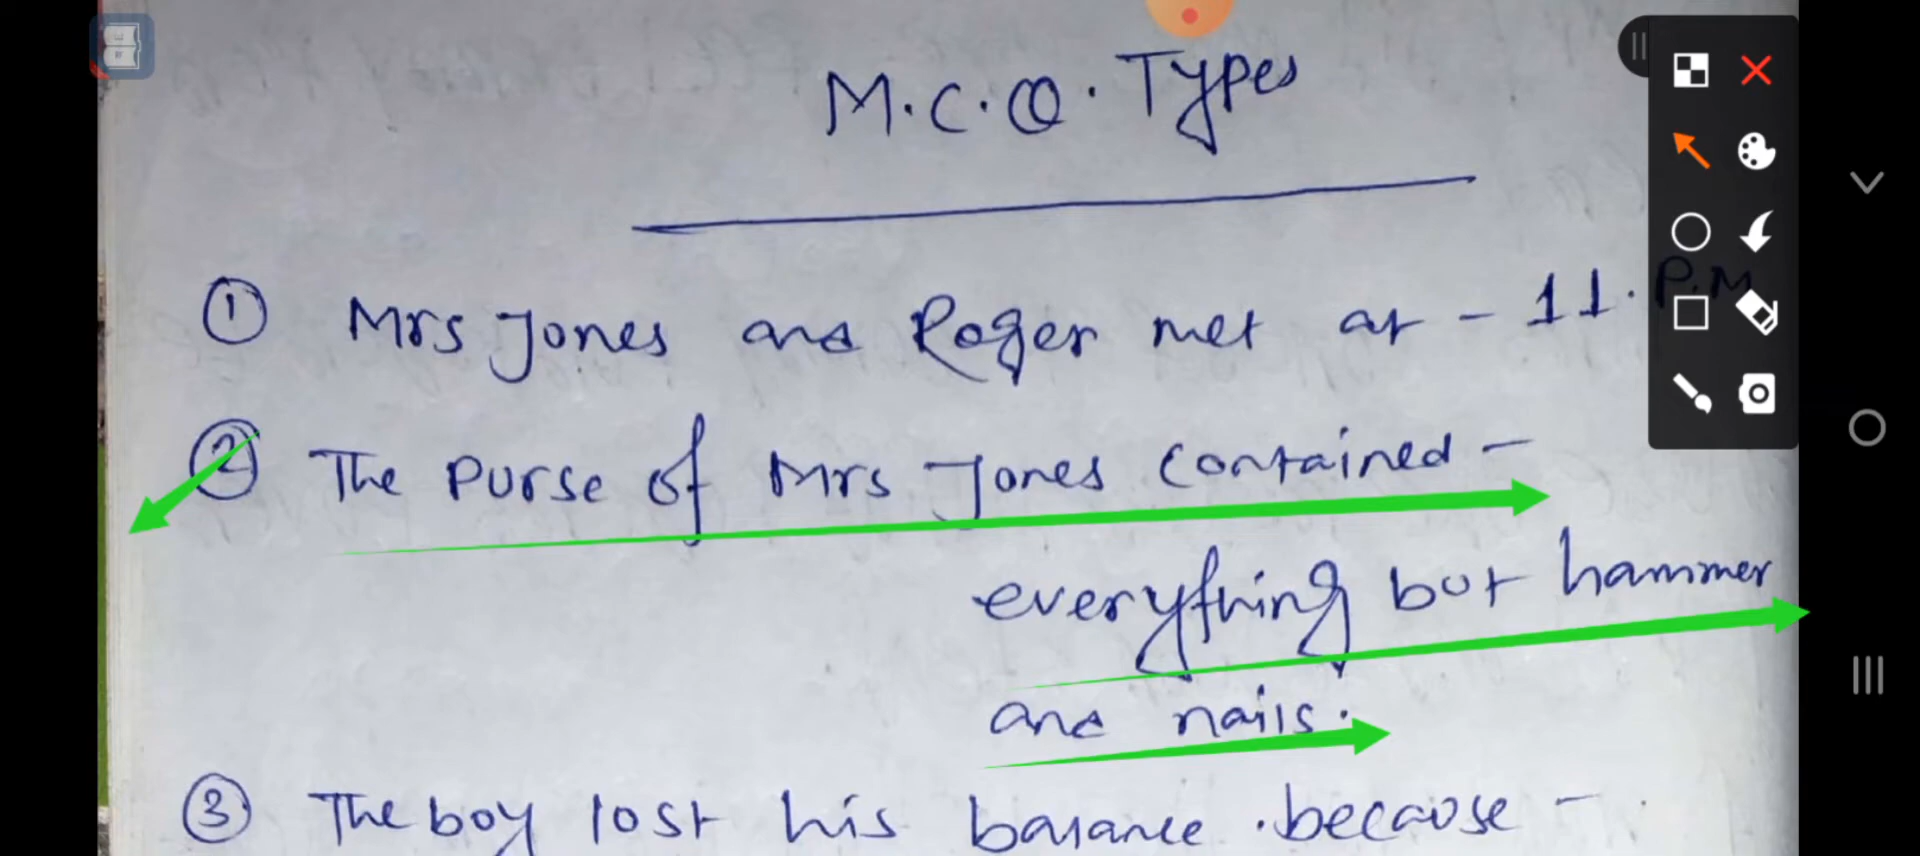 M.C.Q. Types
① Mrs Jones and Roger met at - 11. P.M
② The Purse of Mrs Jones contained -
everything but hammer
and nails.
③ The boy lost his balance. because -